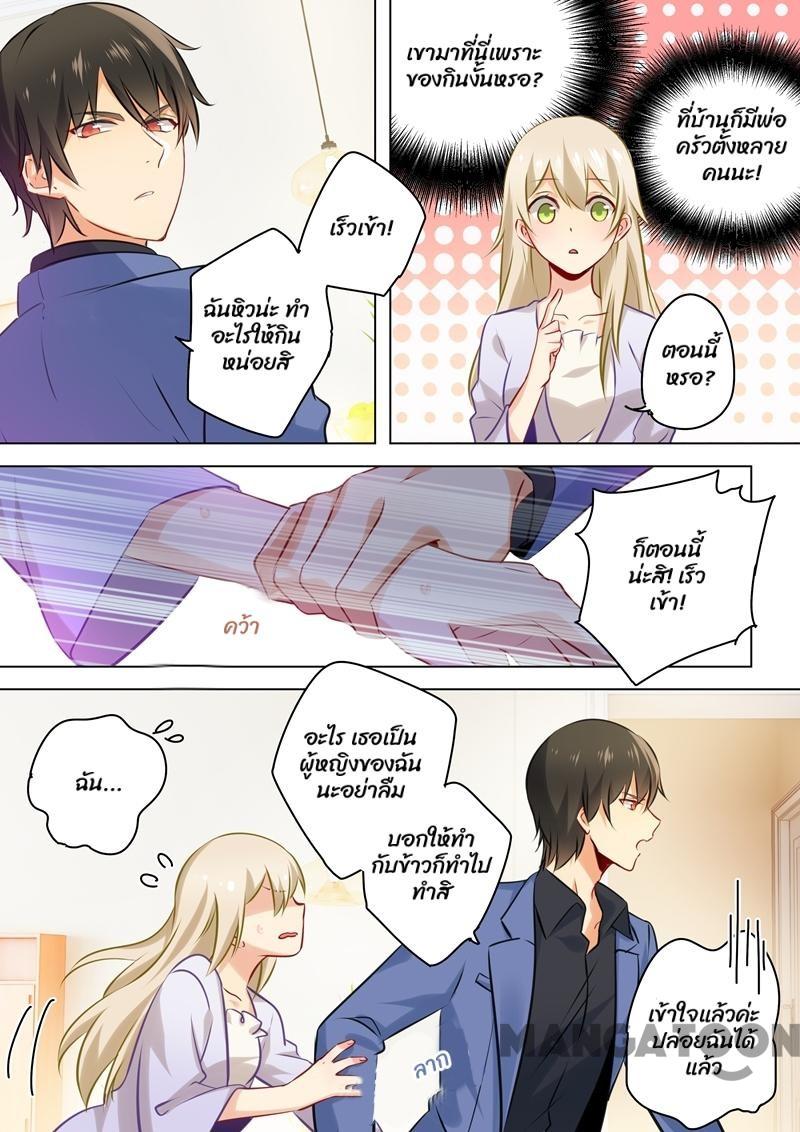 เร็วเข้า!
ฉันหิวน่ะ ทำ
อะไรให้กิน
หน่อยสิ
เขามาที่นี่เพราะ
ของกินงั้นหรอ?
ที่บ้านก็มีพ่อ
ครัวตั้งหลาย
คนนะ!
ตอนนี้
หรอ?
ก็ตอนนี้
น่ะสิ! เร็ว
เข้า!
คว้า
ฉัน...
อะไร เธอเป็น
ผู้หญิงของฉัน
นะอย่าลืม
บอกให้ทำ
กับข้าวก็ทำไป
ทำสิ
ลาก
เข้าใจแล้วค่ะ
ปล่อยฉันได้
แล้ว
MANGATOON